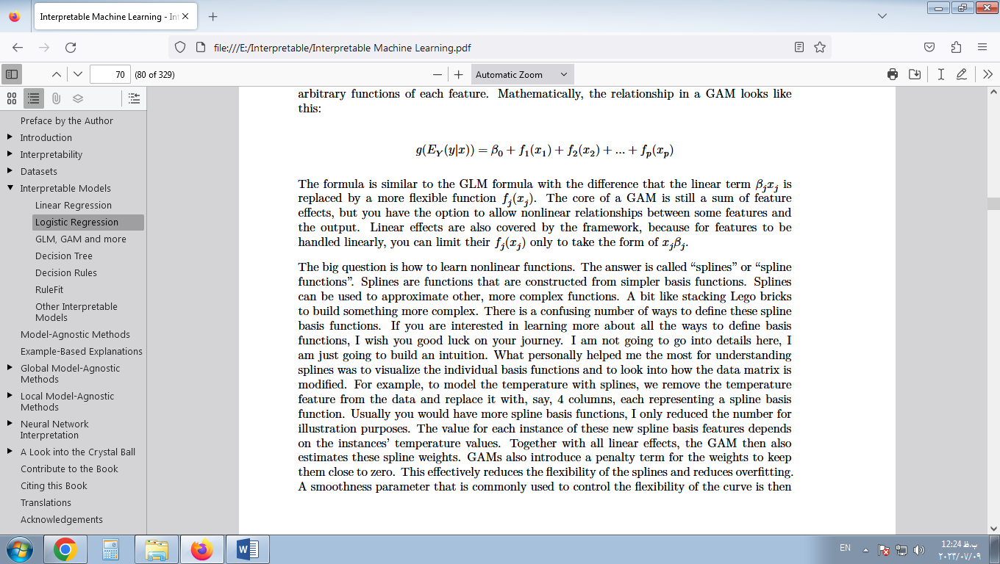 Interpretable Machine Learning - Int
file:///E:/Interpretable/Interpretable Machine Learning.pdf
70 (80 of 329)
Automatic Zoom
Preface by the Author
Introduction
Interpretability
Datasets
Interpretable Models
Linear Regression
Logistic Regression
GLM, GAM and more
Decision Tree
Decision Rules
RuleFit
Other Interpretable
Models
Model-Agnostic Methods
Example-Based Explanations
Global Model-Agnostic
Methods
Local Model-Agnostic
Methods
Neural Network
Interpretation
A Look into the Crystal Ball
Contribute to the Book
Citing this Book
Translations
Acknowledgements
arbitrary functions of each feature. Mathematically, the relationship in a GAM looks like
this:
g(E_Y(y|x)) = β_0 + f_1(x_1) + f_2(x_2) + … + f_p(x_p)
The formula is similar to the GLM formula with the difference that the linear term β_jx_j is
replaced by a more flexible function f_j(x_j). The core of a GAM is still a sum of feature
effects, but you have the option to allow nonlinear relationships between some features and
the output. Linear effects are also covered by the framework, because for features to be
handled linearly, you can limit their f_j(x_j) only to take the form of x_jβ_j.
The big question is how to learn nonlinear functions. The answer is called “splines” or “spline
functions”. Splines are functions that are constructed from simpler basis functions. Splines
can be used to approximate other, more complex functions. A bit like stacking Lego bricks
to build something more complex. There is a confusing number of ways to define these spline
basis functions. If you are interested in learning more about all the ways to define basis
functions, I wish you good luck on your journey. I am not going to go into details here, I
am just going to build an intuition. What personally helped me the most for understanding
splines was to visualize the individual basis functions and to look into how the data matrix is
modified. For example, to model the temperature with splines, we remove the temperature
feature from the data and replace it with, say, 4 columns, each representing a spline basis
function. Usually you would have more spline basis functions, I only reduced the number for
illustration purposes. The value for each instance of these new spline basis features depends
on the instances’ temperature values. Together with all linear effects, the GAM then also
estimates these spline weights. GAMs also introduce a penalty term for the weights to keep
them close to zero. This effectively reduces the flexibility of the splines and reduces overfitting.
A smoothness parameter that is commonly used to control the flexibility of the curve is then
EN
12:24 ب.ظ
۲۰۲۳/۰۷/۰۹